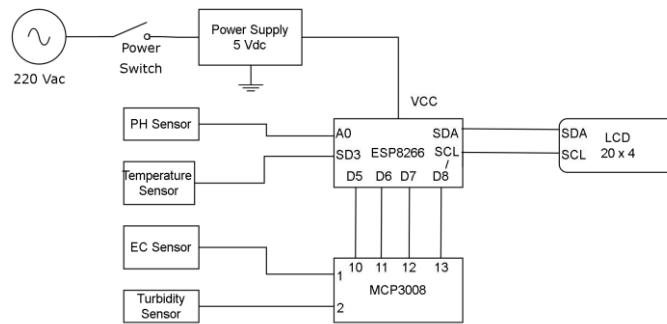 220 Vac
Power
Switch
Power Supply
5 Vdc
VCC
PH Sensor
Temperature
Sensor
EC Sensor
Turbidity
Sensor
A0
SD3
ESP8266
SDA
SCL
/
D5 D6 D7 D8
SDA
SCL
LCD
20 x 4
10 11 12 13
1
2
MCP3008